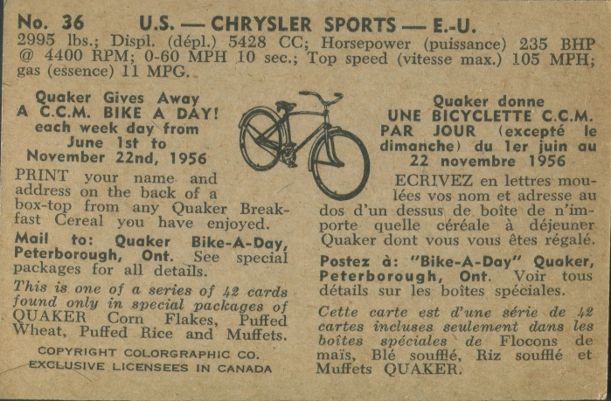 No. 36 U.S. — CHRYSLER SPORTS — E.-U.
2995 lbs.; Displ. (dépl.) 5428 CC; Horsepower (puissance) 235 BHP
@ 4400 RPM; 0-60 MPH 10 sec.; Top speed (vitesse max.) 105 MPH;
gas (essence) 11 MPG.
Quaker Gives Away
A C.C.M. BIKE A DAY!
each week day from
June 1st to
November 22nd, 1956
PRINT your name and
address on the back of a
box-top from any Quaker Break-
fast Cereal you have enjoyed.
Mail to: Quaker Bike-A-Day,
Peterborough, Ont. See special
packages for all details.
This is one of a series of 42 cards
found only in special packages of
QUAKER Corn Flakes, Puffed
Wheat, Puffed Rice and Muffets.
COPYRIGHT COLORGRAPHIC CO.
EXCLUSIVE LICENSEES IN CANADA
Quaker donne
UNE BICYCLETTE C.C.M.
PAR JOUR (excepté le
dimanche) du 1er juin au
22 novembre 1956
ECRIVEZ en lettres mou-
lées vos nom et adresse au
dos d'un dessus de boîte de n'im-
porte quelle céréale à déjeuner
Quaker dont vous vous êtes régalé.
Postez à: "Bike-A-Day" Quaker,
Peterborough, Ont. Voir tous
détails sur les boîtes spéciales.
Cette carte est d'une série de 42
cartes incluses seulement dans les
boîtes spéciales de Flocons de
maïs, Blé soufflé, Riz soufflé et
Muffets QUAKER.